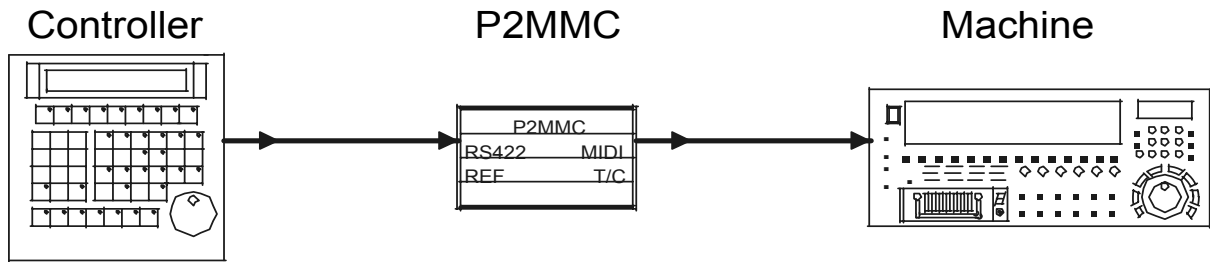 Controller P2MMC Machine
P2MMC
RS422 MIDI
REF T/C